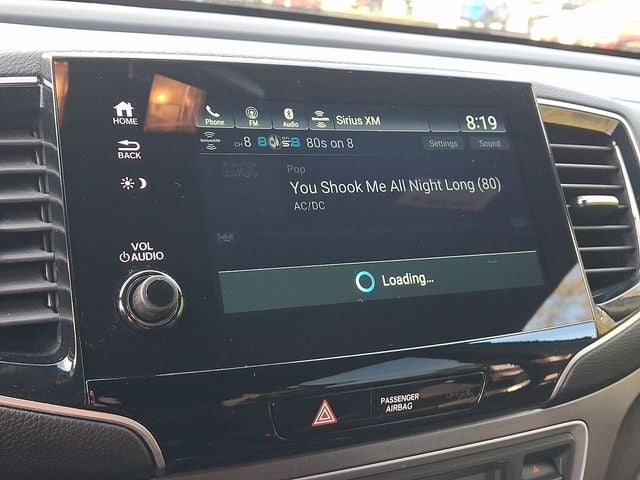 HOME
BACK
VOL
AUDIO
Phone
FM
Audio
Sirius XM
8:19
SiriusXM
CH 8
80s on 8
Settings
Sound
Pop
You Shook Me All Night Long (80)
AC/DC
Loading...
PASSENGER
AIRBAG